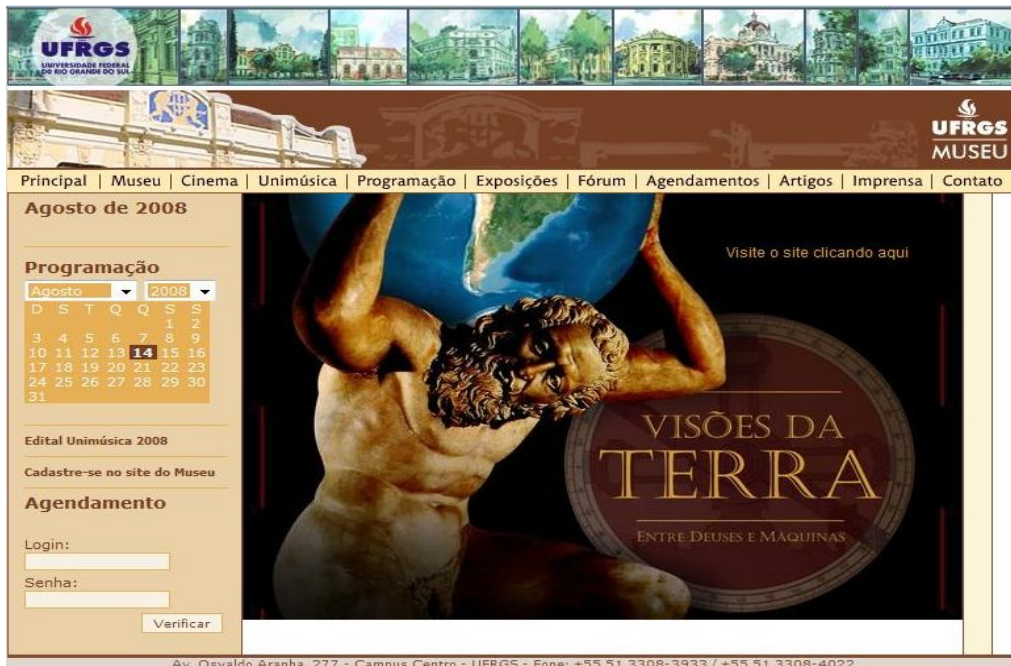 UFRGS
UNIVERSIDADE FEDERAL
DO RIO GRANDE DO SUL
UFRGS
MUSEU
Principal | Museu | Cinema | Unimúsica | Programação | Exposições | Fórum | Agendamentos | Artigos | Imprensa | Contato
Agosto de 2008
Programação
Agosto 2008
D S T Q Q S S
1 2
3 4 5 6 7 8 9
10 11 12 13 14 15 16
17 18 19 20 21 22 23
24 25 26 27 28 29 30
31
Edital Unimúsica 2008
Cadastre-se no site do Museu
Agendamento
Login:
Senha:
Verificar
Visite o site clicando aqui
VISÕES DA
TERRA
ENTRE DEUSES E MÁQUINAS
Av. Osvaldo Aranha, 277 - Campus Centro - UFRGS - Fone: +55 51 3308-3933 / +55 51 3308-4022